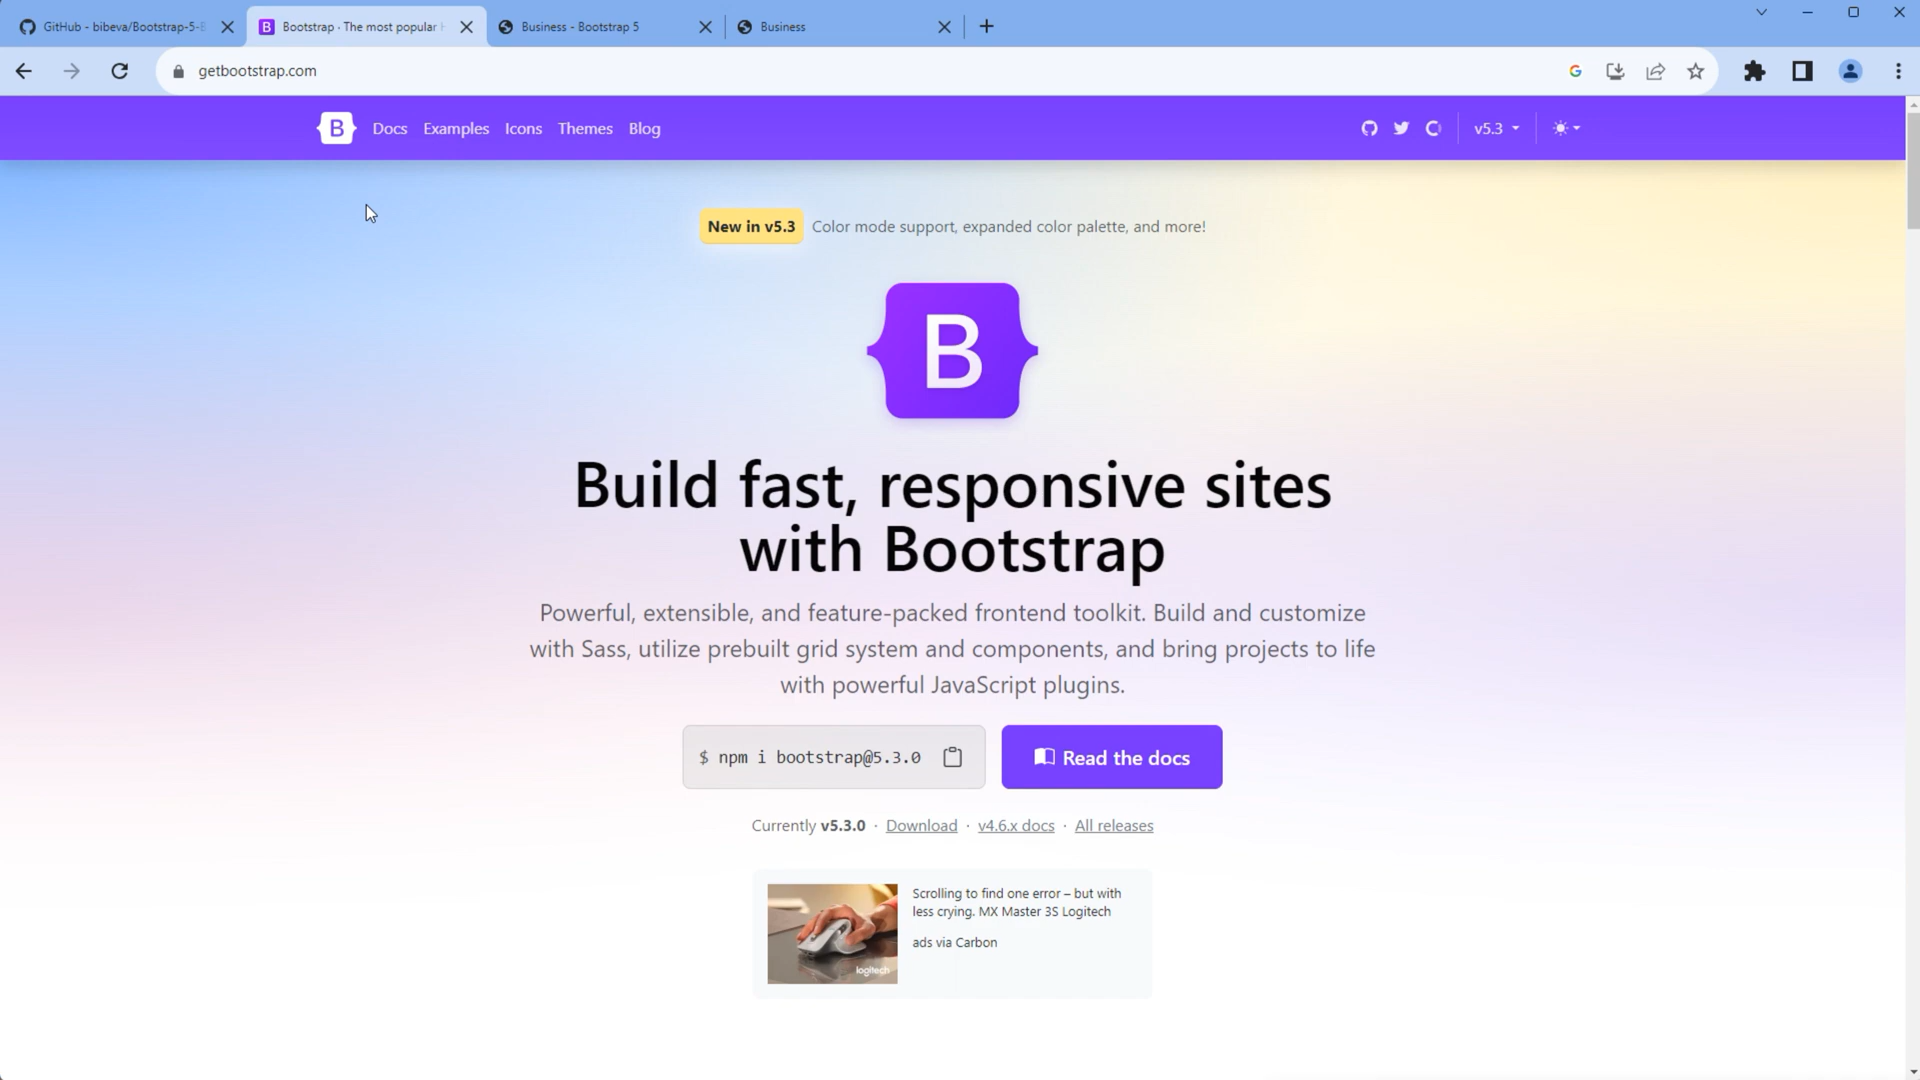 GitHub - bibeva/Bootstrap-5-B
Bootstrap · The most popular H
Business - Bootstrap 5
Business
getbootstrap.com
B Docs Examples Icons Themes Blog v5.3
New in v5.3 Color mode support, expanded color palette, and more!
B
Build fast, responsive sites
with Bootstrap
Powerful, extensible, and feature-packed frontend toolkit. Build and customize
with Sass, utilize prebuilt grid system and components, and bring projects to life
with powerful JavaScript plugins.
$ npm i bootstrap@5.3.0 Read the docs
Currently v5.3.0 · Download · v4.6.x docs · All releases
Scrolling to find one error – but with
less crying. MX Master 3S Logitech
ads via Carbon
logitech